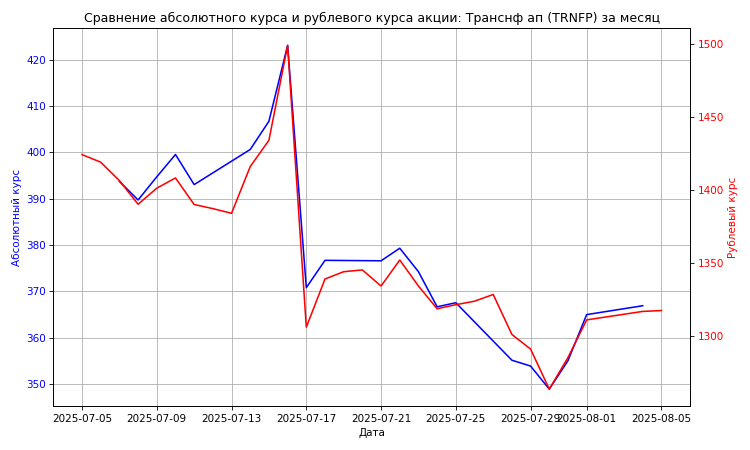 Сравнение абсолютного курса и рублевого курса акции: Транснф ап (TRNFP) за месяц
Абсолютный курс
420
410
400
390
380
370
360
350
1500
1450
1400
1350
1300
Рублевый курс
2025-07-05 2025-07-09 2025-07-13 2025-07-17 2025-07-21 2025-07-25 2025-07-29 2025-08-01 2025-08-05
Дата